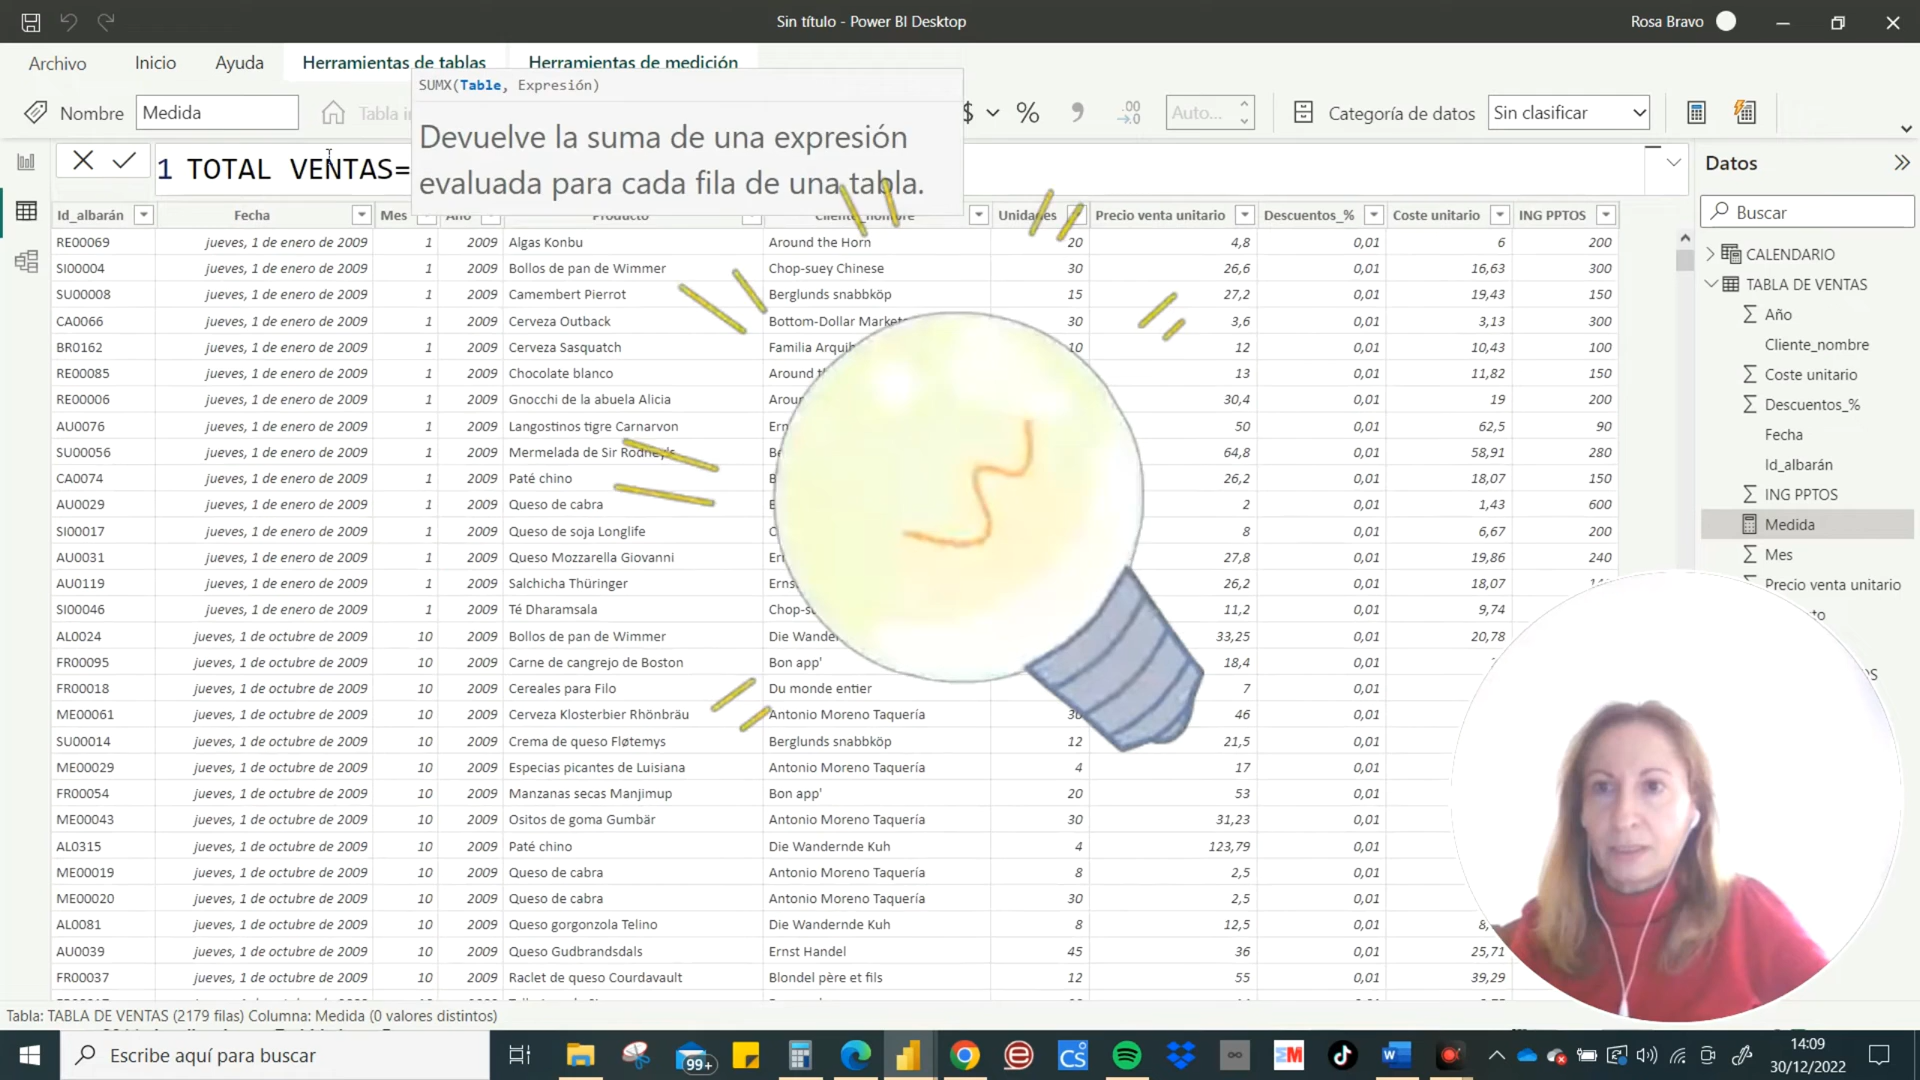 Sin título - Power BI Desktop
Rosa Bravo
Archivo Inicio Ayuda Herramientas de tablas Herramientas de medición
SUMX(Table, Expresión)
Nombre Medida $ % Auto... Categoría de datos Sin clasificar
Devuelve la suma de una expresión
evaluada para cada fila de una tabla.
1 TOTAL VENTAS=
Datos
Buscar
Id_albarán Fecha Mes Año Producto Cliente_nombre Unidades Precio venta unitario Descuentos_% Coste unitario ING PPTOS
RE00069 jueves, 1 de enero de 2009 1 2009 Algas Konbu Around the Horn 20 4,8 0,01 6 200
SI00004 jueves, 1 de enero de 2009 1 2009 Bollos de pan de Wimmer Chop-suey Chinese 30 26,6 0,01 16,63 300
SU00008 jueves, 1 de enero de 2009 1 2009 Camembert Pierrot Berglunds snabbköp 15 27,2 0,01 19,43 150
CA0066 jueves, 1 de enero de 2009 1 2009 Cerveza Outback Bottom-Dollar Markets 30 3,6 0,01 3,13 300
BR0162 jueves, 1 de enero de 2009 1 2009 Cerveza Sasquatch Familia 10 12 0,01 10,43 100
RE00085 jueves, 1 de enero de 2009 1 2009 Chocolate blanco Around 13 0,01 11,82 150
RE00006 jueves, 1 de enero de 2009 1 2009 Gnocchi de la abuela Alicia 30,4 0,01 19 200
AU0076 jueves, 1 de enero de 2009 1 2009 Langostinos tigre Carnarvon 50 0,01 62,5 90
SU00056 jueves, 1 de enero de 2009 1 2009 Mermelada de Sir Rodney's 64,8 0,01 58,91 280
CA0074 jueves, 1 de enero de 2009 1 2009 Paté chino 26,2 0,01 18,07 150
AU0029 jueves, 1 de enero de 2009 1 2009 Queso de cabra 2 0,01 1,43 600
SI00017 jueves, 1 de enero de 2009 1 2009 Queso de soja Longlife 8 0,01 6,67 200
AU0031 jueves, 1 de enero de 2009 1 2009 Queso Mozzarella Giovanni 27,8 0,01 19,86 240
AU0119 jueves, 1 de enero de 2009 1 2009 Salchicha Thüringer 26,2 0,01 18,07
SI00046 jueves, 1 de enero de 2009 1 2009 Té Dharamsala 11,2 0,01 9,74
AL0024 jueves, 1 de octubre de 2009 10 2009 Bollos de pan de Wimmer Die 33,25 0,01 20,78
FR00095 jueves, 1 de octubre de 2009 10 2009 Carne de cangrejo de Boston Bon app' 18,4 0,01
FR00018 jueves, 1 de octubre de 2009 10 2009 Cereales para Filo Du monde entier 7 0,01
ME00061 jueves, 1 de octubre de 2009 10 2009 Cerveza Klosterbier Rhönbräu Antonio Moreno Taquería 30 46 0,01
SU00014 jueves, 1 de octubre de 2009 10 2009 Crema de queso Fløtemys Berglunds snabbköp 12 21,5 0,01
ME00029 jueves, 1 de octubre de 2009 10 2009 Especias picantes de Luisiana Antonio Moreno Taquería 4 17 0,01
FR00054 jueves, 1 de octubre de 2009 10 2009 Manzanas secas Manjimup Bon app' 20 53 0,01
ME00043 jueves, 1 de octubre de 2009 10 2009 Ositos de goma Gumbär Antonio Moreno Taquería 30 31,23 0,01
AL0315 jueves, 1 de octubre de 2009 10 2009 Paté chino Die Wandernde Kuh 4 123,79 0,01
ME00019 jueves, 1 de octubre de 2009 10 2009 Queso de cabra Antonio Moreno Taquería 8 2,5 0,01
ME00020 jueves, 1 de octubre de 2009 10 2009 Queso de cabra Antonio Moreno Taquería 30 2,5 0,01
AL0081 jueves, 1 de octubre de 2009 10 2009 Queso gorgonzola Telino Die Wandernde Kuh 8 12,5 0,01
AU0039 jueves, 1 de octubre de 2009 10 2009 Queso Gudbrandsdals Ernst Handel 45 36 0,01 25,71
FR00037 jueves, 1 de octubre de 2009 10 2009 Raclet de queso Courdavault Blondel père et fils 12 55 0,01 39,29
CALENDARIO
TABLA DE VENTAS
Año
Cliente_nombre
Coste unitario
Descuentos_%
Fecha
Id_albarán
ING PPTOS
Medida
Mes
Precio venta unitario
Tabla: TABLA DE VENTAS (2179 filas) Columna: Medida (0 valores distintos)
Escribe aquí para buscar
99+
CS
14:09
30/12/2022